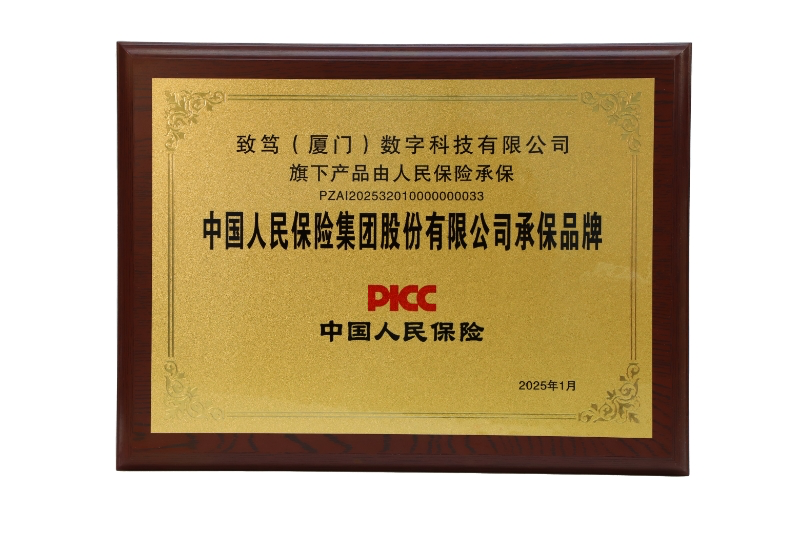 致笃（厦门）数字科技有限公司
旗下产品由人民保险承保
PZAI202532010000000033
中国人民保险集团股份有限公司承保品牌
PICC
中国人民保险
2025年1月